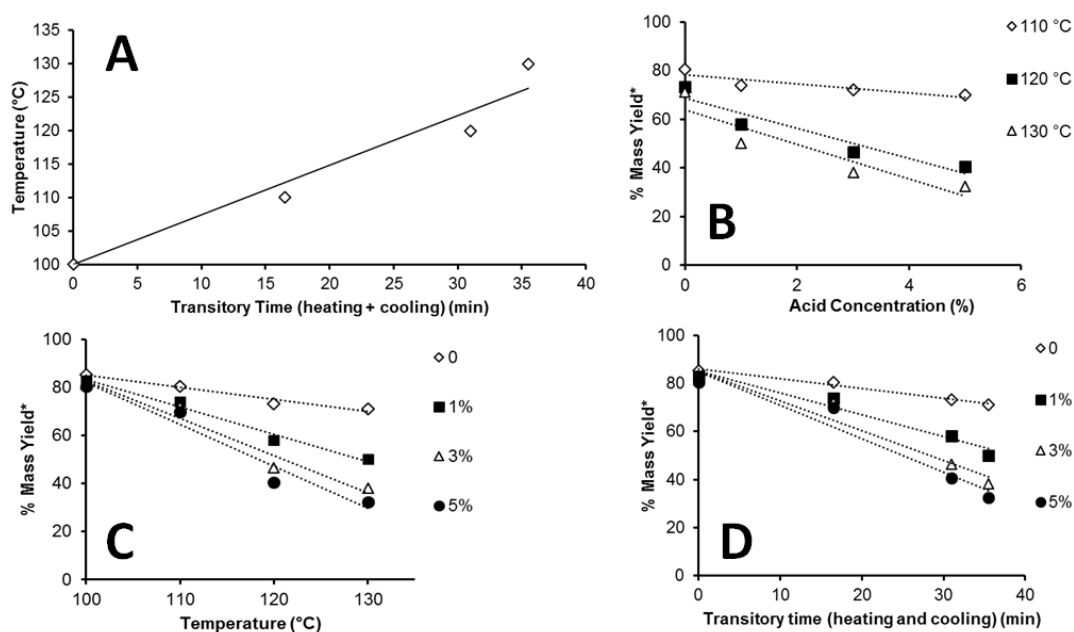 A
Temperature (°C)
130
125
120
115
110
105
100
0 5 10 15 20 25 30 35 40
Transitory Time (heating + cooling) (min)
B
% Mass Yield*
100
80
60
40
20
0
0 2 4 6
Acid Concentration (%)
110 °C
120 °C
130 °C
C
% Mass Yield*
100
80
60
40
20
0
100 110 120 130
Temperature (°C)
0
1%
3%
5%
D
% Mass Yield*
100
80
60
40
20
0
0 10 20 30 40
Transitory time (heating and cooling) (min)
0
1%
3%
5%